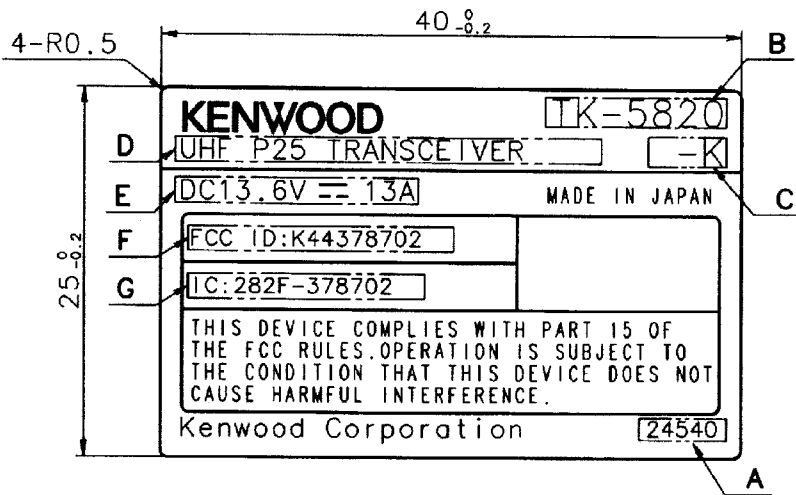 40 0 -0.2
4-R0.5
B
KENWOOD TK-5820
D UHF P25 TRANSCEIVER -K
E DC13.6V ⎓ 13A MADE IN JAPAN C
F FCC ID:K44378702
25 0 -0.2
G IC:282F-378702
THIS DEVICE COMPLIES WITH PART 15 OF
THE FCC RULES.OPERATION IS SUBJECT TO
THE CONDITION THAT THIS DEVICE DOES NOT
CAUSE HARMFUL INTERFERENCE.
Kenwood Corporation 24540
A